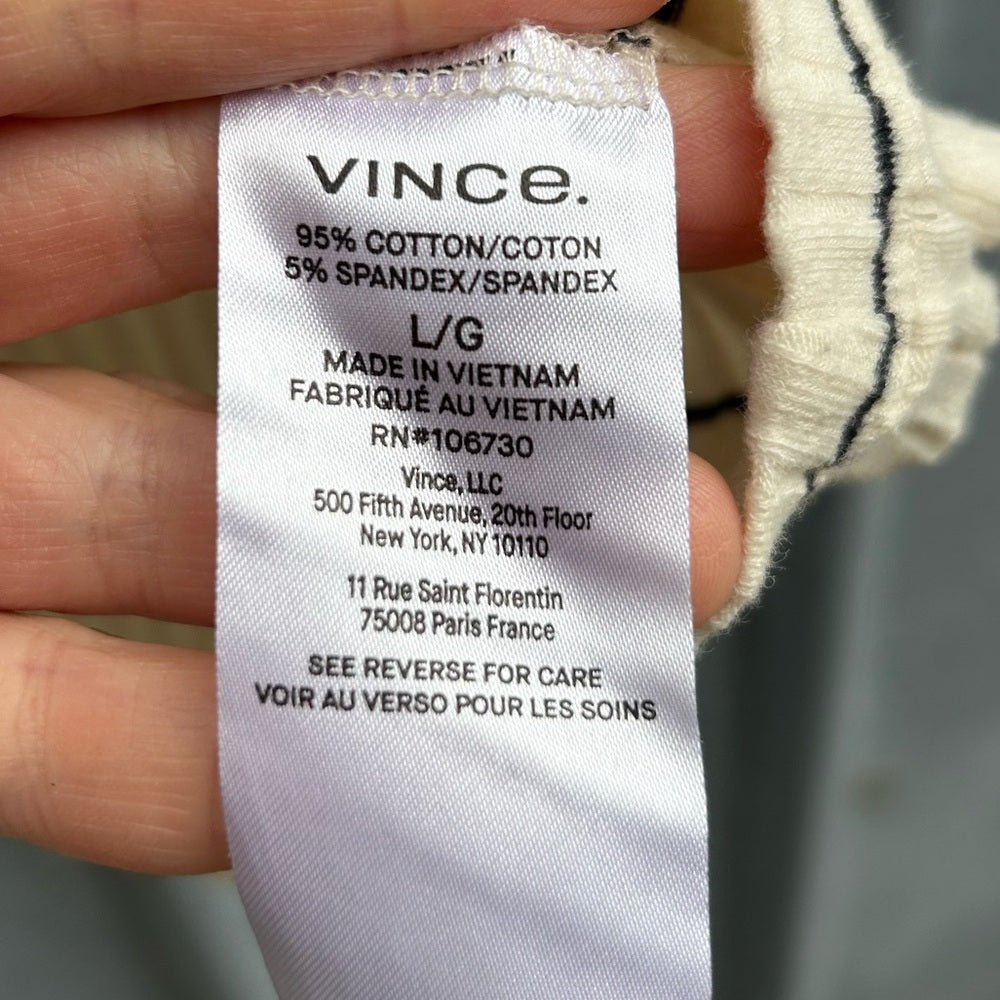 VINCe.
95% COTTON/COTON
5% SPANDEX/SPANDEX
L/G
MADE IN VIETNAM
FABRIQUÉ AU VIETNAM
RN#106730
Vince, LLC
500 Fifth Avenue, 20th Floor
New York, NY 10110
11 Rue Saint Florentin
75008 Paris France
SEE REVERSE FOR CARE
VOIR AU VERSO POUR LES SOINS